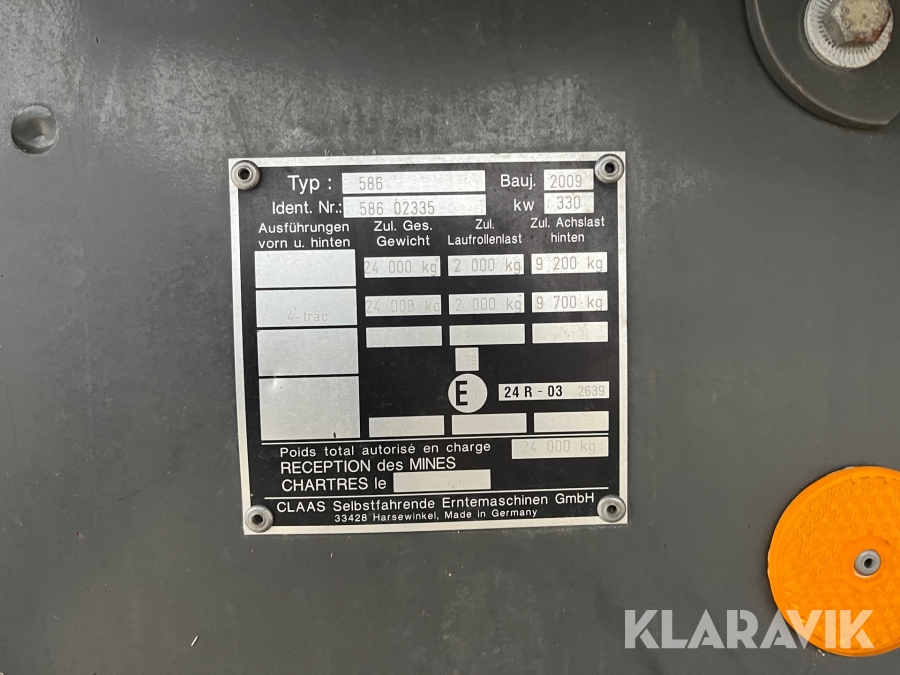 Typ : 586 Bauj. 2009
Ident. Nr.: 586 02335 kw 330
Ausführungen vorn u. hinten Zul. Ges. Gewicht Zul. Laufrollenlast Zul. Achslast hinten
24 000 kg 2 000 kg 9 200 kg
4-trac 24 000 kg 2 000 kg 9 700 kg
E 24 R - 03 2639
Poids total autorisé en charge 24 000 kg
RECEPTION des MINES
CHARTRES le
CLAAS Selbstfahrende Erntemaschinen GmbH
33428 Harsewinkel, Made in Germany
KLARAVIK